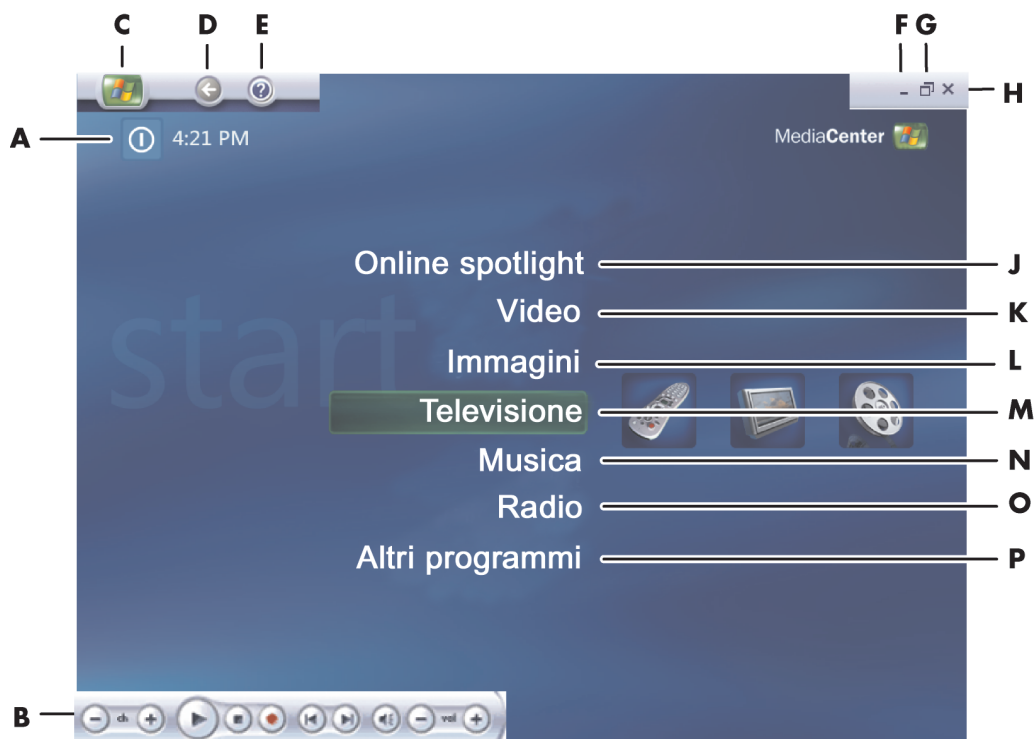 C D E F G
H
A 4:21 PM MediaCenter
start
Online spotlight J
Video K
Immagini L
Televisione M
Musica N
Radio O
Altri programmi P
B - ch + - vol +